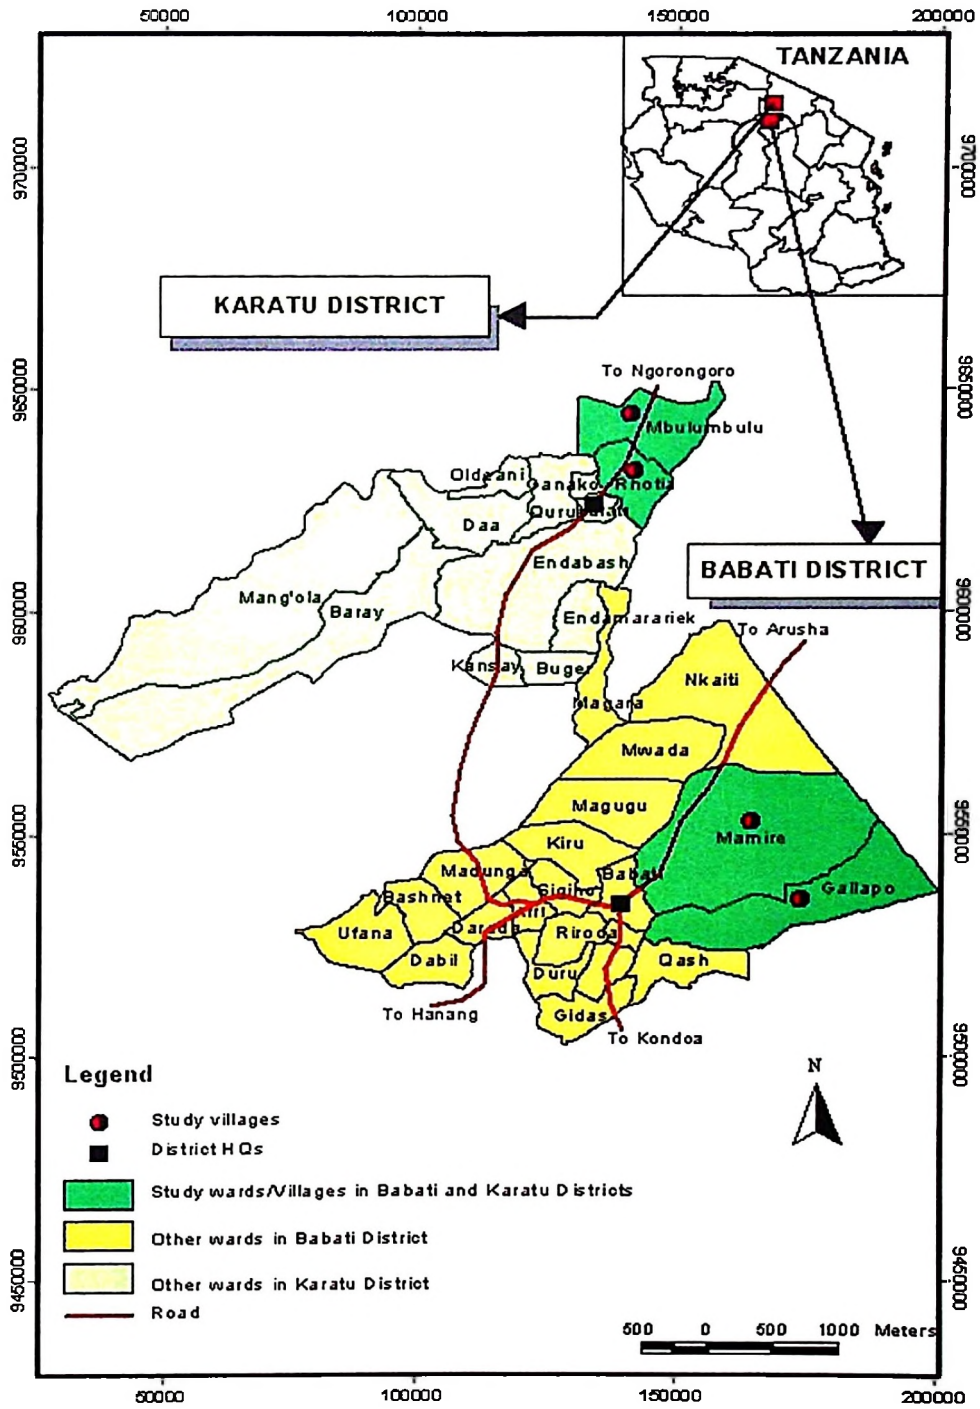 50000 100000 150000 200000
TANZANIA
9700000 9700000
KARATU DISTRICT
To Ngorongoro
9650000 9650000
Mbulumbulu
Oldeani
Ganako Rhotia
Daa
Endabash
BABATI DISTRICT
Mang'ola
Baray
9600000 9600000
Endamarariek
To Arusha
Kansay Buger
Nkaiti
Magara
Mwada
Magugu
9550000 9550000
Kiru
Mamire
Madunga
Babati
Sigino
Gallapo
Bashnet
Ufana
Riroda
Dabil
Qash
Duru
To Hanang
Gidas
To Kondoa
9500000 9500000
Legend
N
Study villages
District HQs
Study wards/Villages in Babati and Karatu Districts
Other wards in Babati District
Other wards in Karatu District
9450000 9450000
Road
500 0 500 1000 Meters
50000 100000 150000 200000